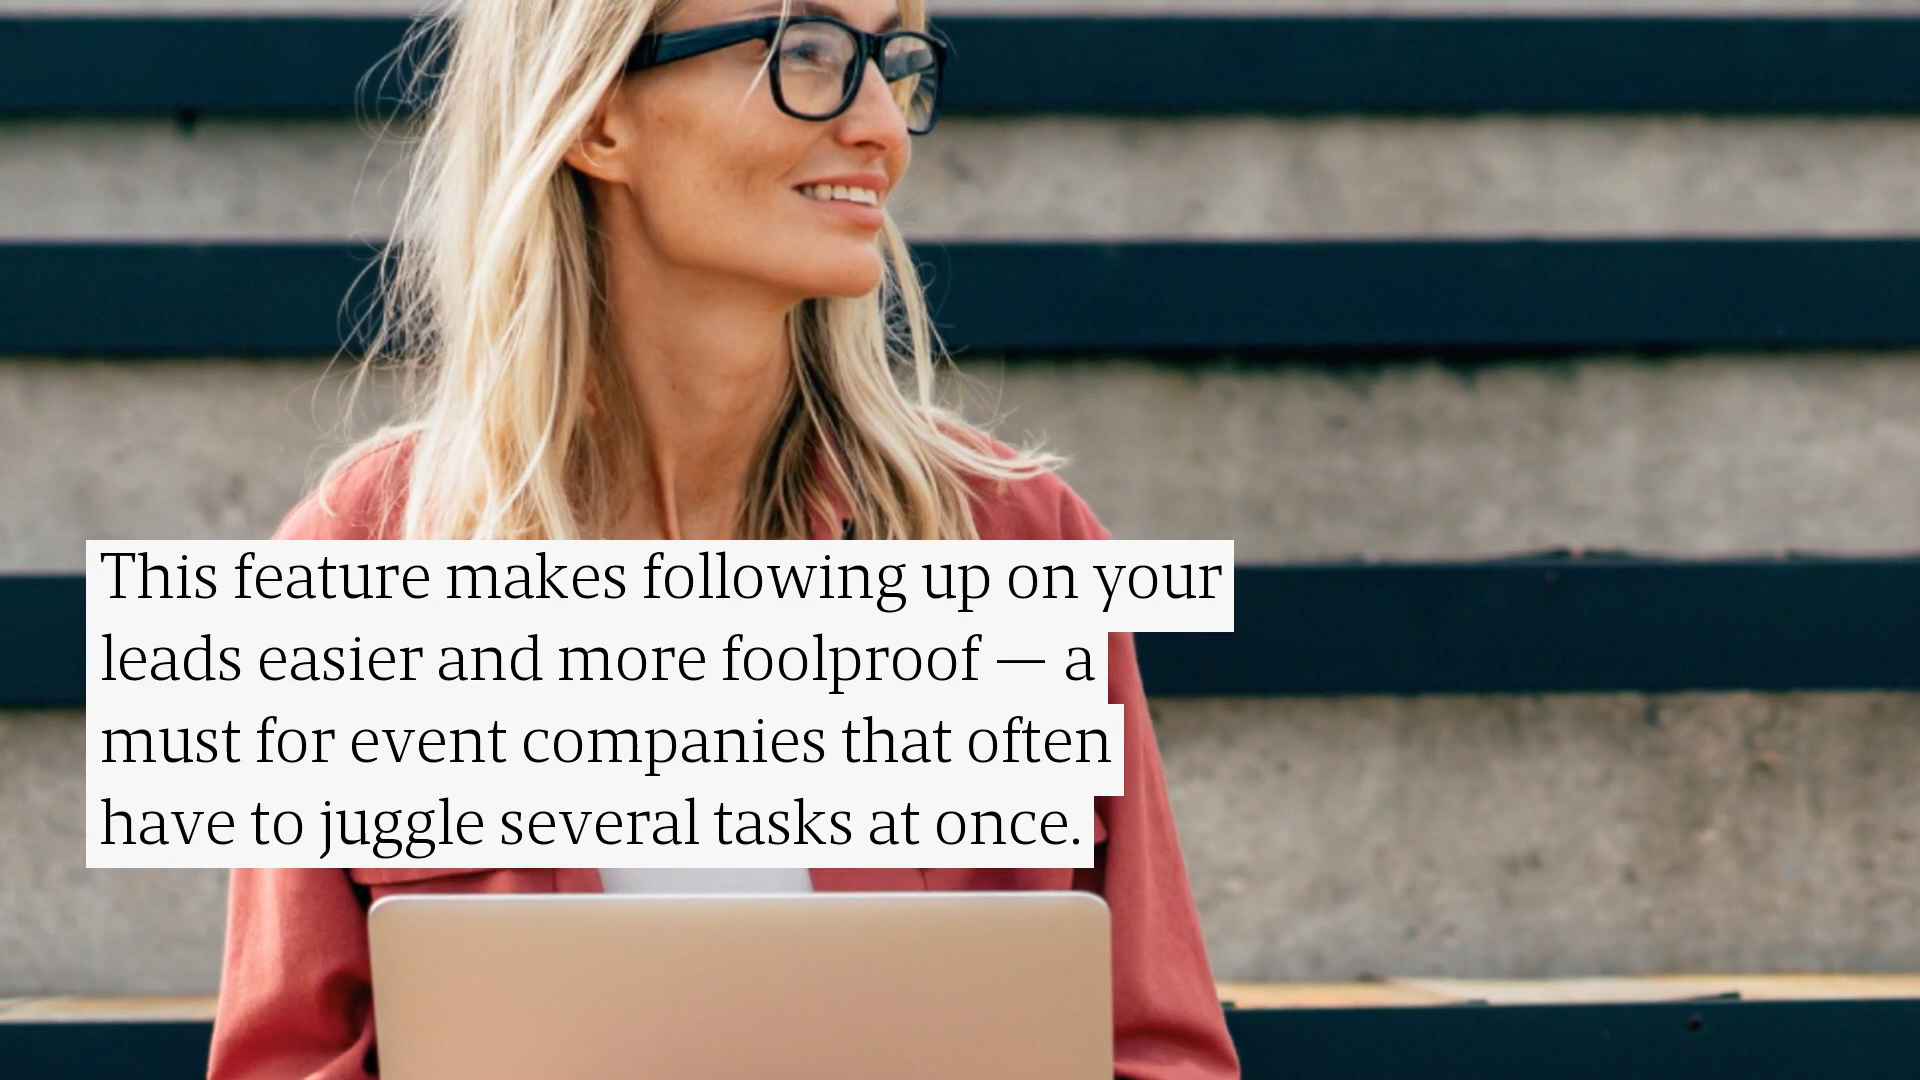 This feature makes following up on your
leads easier and more foolproof — a
must for event companies that often
have to juggle several tasks at once.